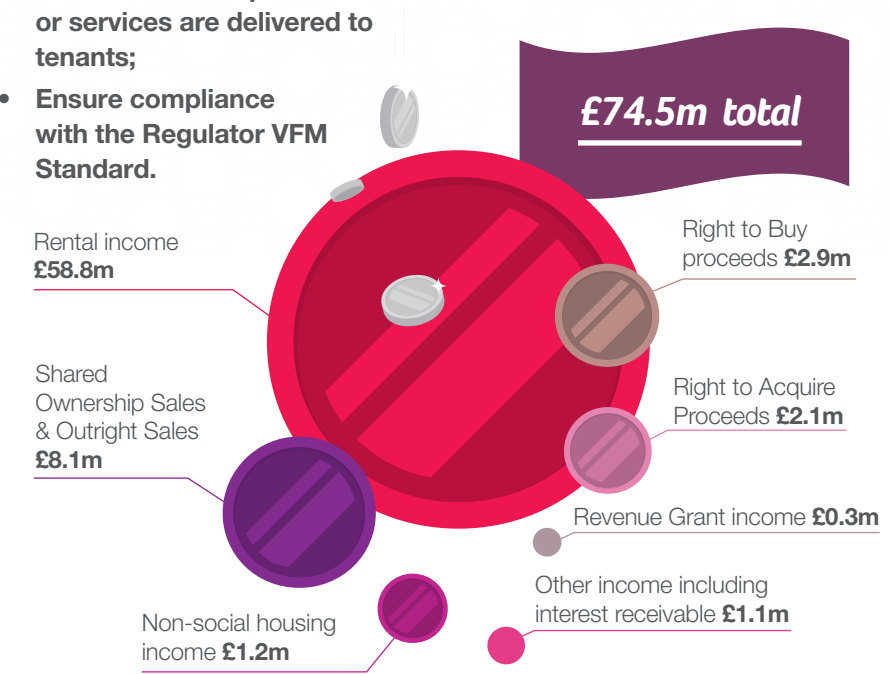 or services are delivered to
tenants;
• Ensure compliance
with the Regulator VFM
Standard.
£74.5m total
Rental income
£58.8m
Right to Buy
proceeds £2.9m
Shared
Ownership Sales
& Outright Sales
£8.1m
Right to Acquire
Proceeds £2.1m
Revenue Grant income £0.3m
Other income including
interest receivable £1.1m
Non-social housing
income £1.2m